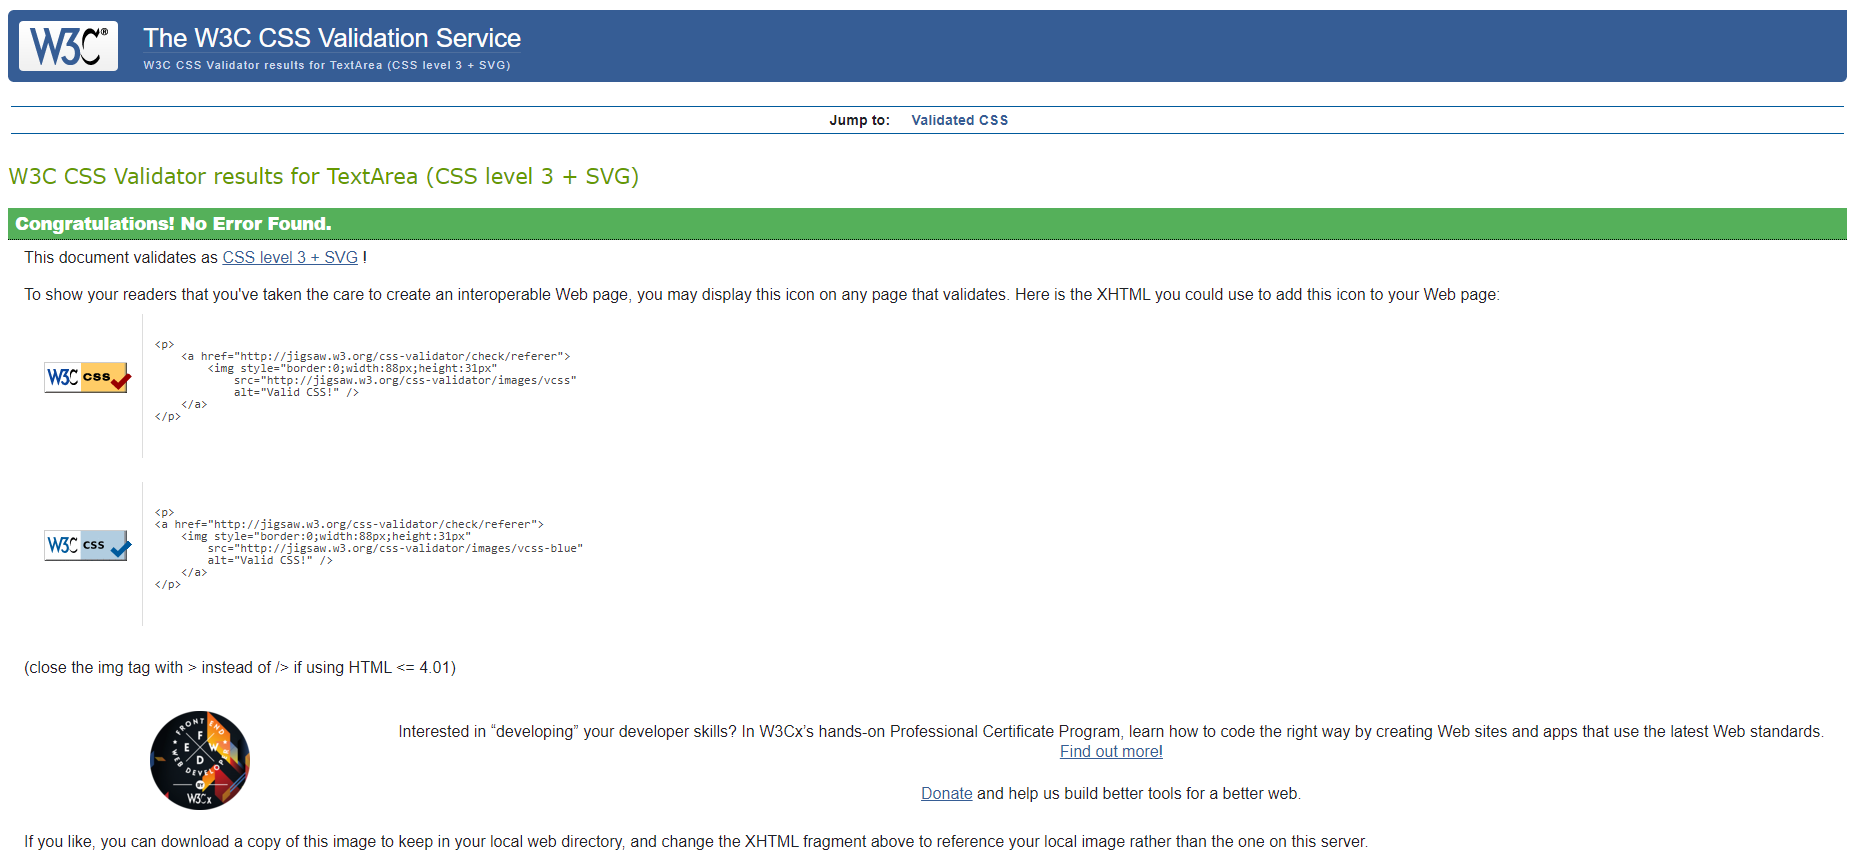 W3C®
The W3C CSS Validation Service
W3C CSS Validator results for TextArea (CSS level 3 + SVG)
Jump to: Validated CSS
W3C CSS Validator results for TextArea (CSS level 3 + SVG)
Congratulations! No Error Found.
This document validates as CSS level 3 + SVG !
To show your readers that you've taken the care to create an interoperable Web page, you may display this icon on any page that validates. Here is the XHTML you could use to add this icon to your Web page:
W3C css
<p>
<a href="http://jigsaw.w3.org/css-validator/check/referer">
<img style="border:0;width:88px;height:31px"
src="http://jigsaw.w3.org/css-validator/images/vcss"
alt="Valid CSS!" />
</a>
</p>
W3C css
<p>
<a href="http://jigsaw.w3.org/css-validator/check/referer">
<img style="border:0;width:88px;height:31px"
src="http://jigsaw.w3.org/css-validator/images/vcss-blue"
alt="Valid CSS!" />
</a>
</p>
(close the img tag with > instead of /> if using HTML <= 4.01)
FRONT END
WEB DEVELOPER
F E W D
BY
W3Cx
Interested in “developing” your developer skills? In W3Cx’s hands-on Professional Certificate Program, learn how to code the right way by creating Web sites and apps that use the latest Web standards.
Find out more!
Donate and help us build better tools for a better web.
If you like, you can download a copy of this image to keep in your local web directory, and change the XHTML fragment above to reference your local image rather than the one on this server.